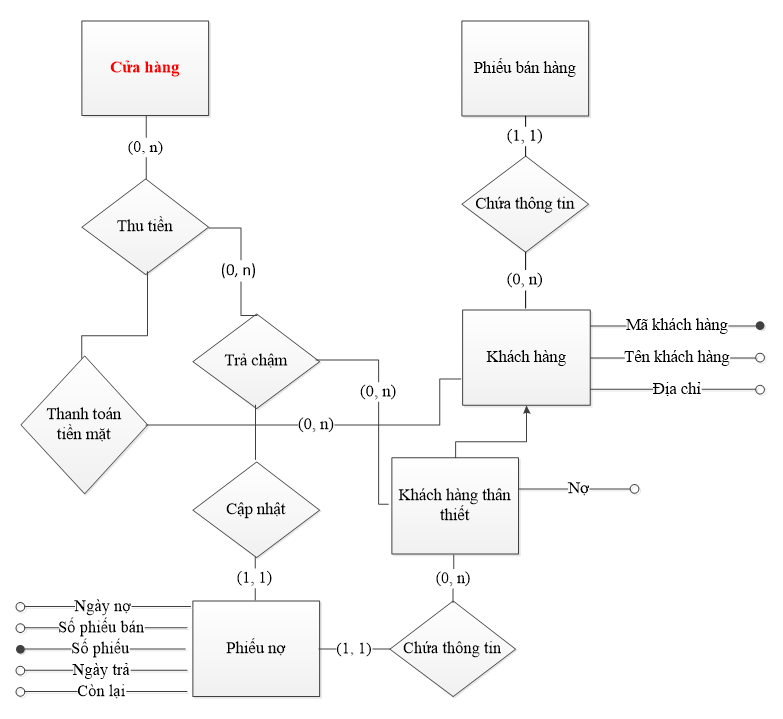 Cửa hàng
Phiếu bán hàng
(1, 1)
(0, n)
Chứa thông tin
Thu tiền
(0, n)
(0, n)
Mã khách hàng
Khách hàng
Tên khách hàng
Trả chậm
Địa chỉ
(0, n)
Thanh toán
tiền mặt
(0, n)
Khách hàng thân
thiết
Nợ
Cập nhật
(1, 1)
(0, n)
Ngày nợ
Số phiếu bán
Số phiếu
Phiếu nợ
(1, 1)
Chứa thông tin
Ngày trả
Còn lại